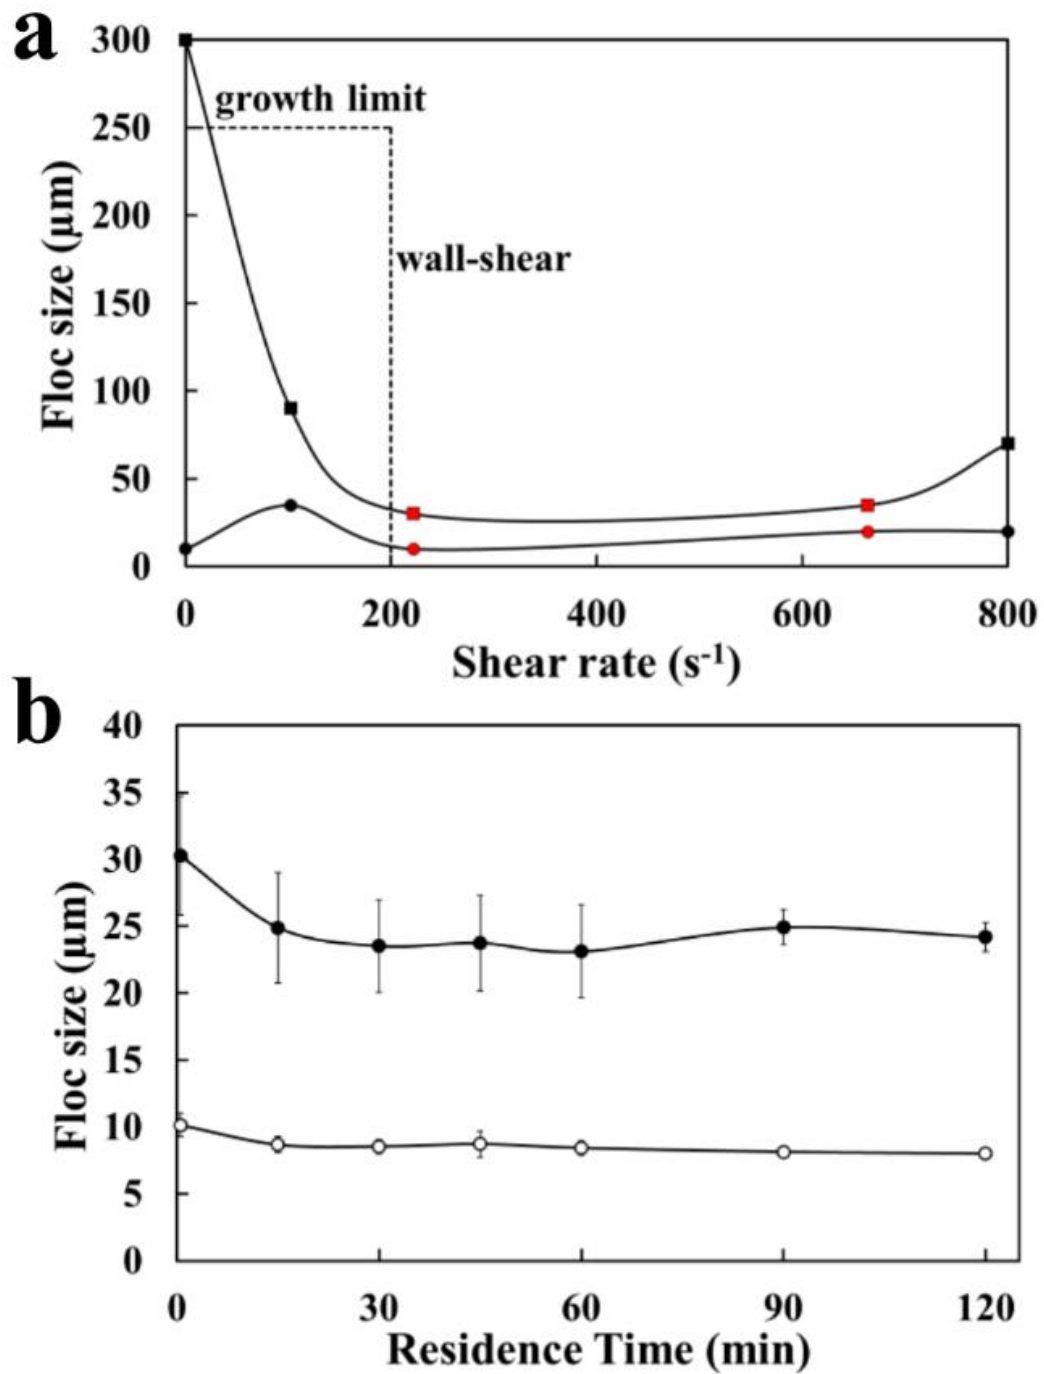 a
300
250
200
150
100
50
0
growth limit
wall-shear
Floc size (μm)
0 200 400 600 800
Shear rate (s-1)
b
40
35
30
25
20
15
10
5
0
Floc size (μm)
0 30 60 90 120
Residence Time (min)